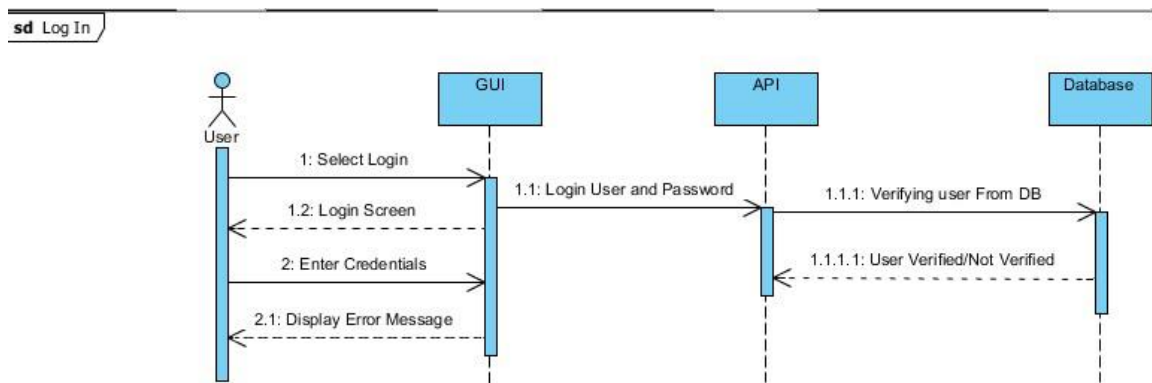 sd Log In
GUI
API
Database
User
1: Select Login
1.1: Login User and Password
1.1.1: Verifying user From DB
1.2: Login Screen
2: Enter Credentials
1.1.1.1: User Verified/Not Verified
2.1: Display Error Message